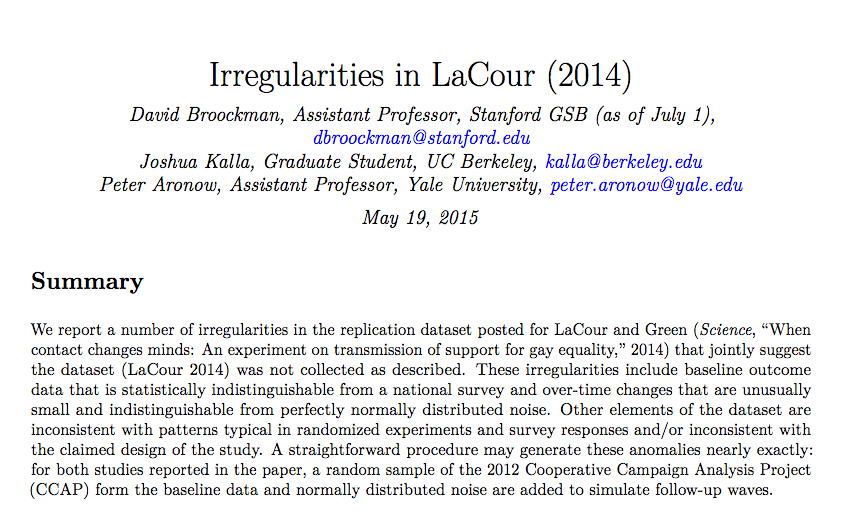 Irregularities in LaCour (2014)
David Broockman, Assistant Professor, Stanford GSB (as of July 1),
dbroockman@stanford.edu
Joshua Kalla, Graduate Student, UC Berkeley, kalla@berkeley.edu
Peter Aronow, Assistant Professor, Yale University, peter.aronow@yale.edu
May 19, 2015
Summary
We report a number of irregularities in the replication dataset posted for LaCour and Green (Science, “When
contact changes minds: An experiment on transmission of support for gay equality,” 2014) that jointly suggest
the dataset (LaCour 2014) was not collected as described. These irregularities include baseline outcome
data that is statistically indistinguishable from a national survey and over-time changes that are unusually
small and indistinguishable from perfectly normally distributed noise. Other elements of the dataset are
inconsistent with patterns typical in randomized experiments and survey responses and/or inconsistent with
the claimed design of the study. A straightforward procedure may generate these anomalies nearly exactly:
for both studies reported in the paper, a random sample of the 2012 Cooperative Campaign Analysis Project
(CCAP) form the baseline data and normally distributed noise are added to simulate follow-up waves.